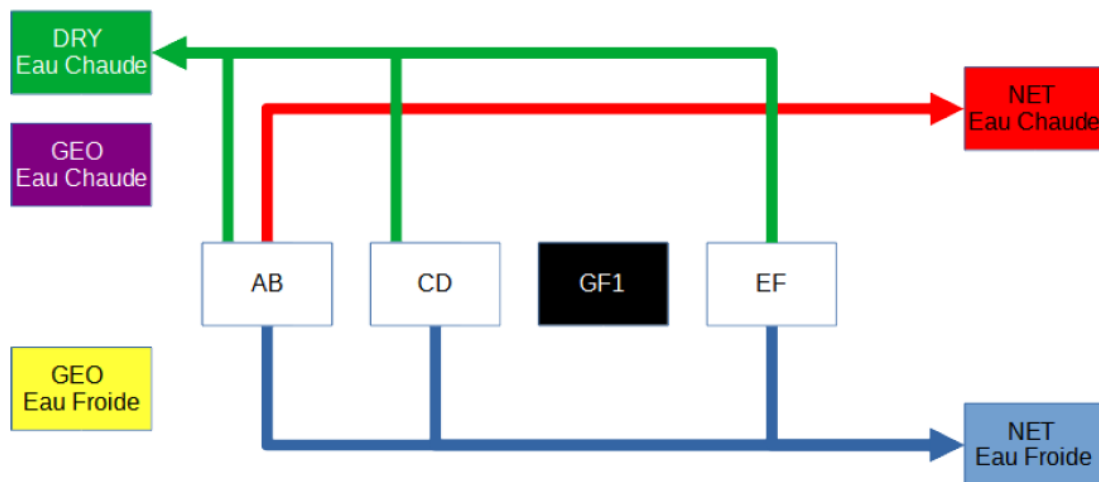 DRY
Eau Chaude
NET
Eau Chaude
GEO
Eau Chaude
AB
CD
GF1
EF
GEO
Eau Froide
NET
Eau Froide